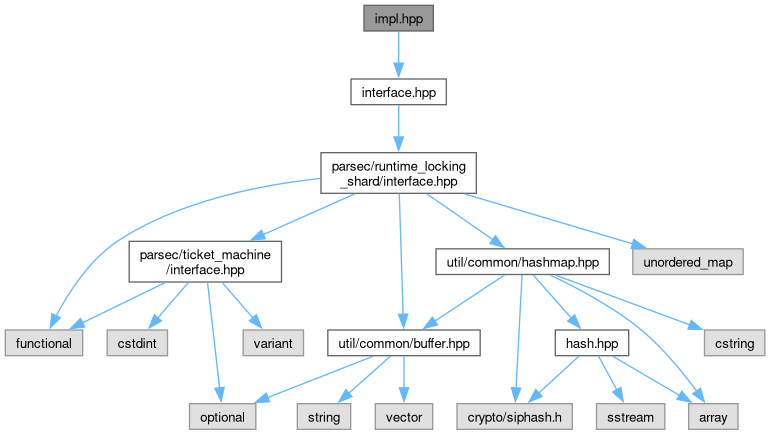 impl.hpp
interface.hpp
parsec/runtime_locking
_shard/interface.hpp
parsec/ticket_machine
/interface.hpp
util/common/hashmap.hpp
unordered_map
functional
cstdint
variant
util/common/buffer.hpp
hash.hpp
cstring
optional
string
vector
crypto/siphash.h
sstream
array